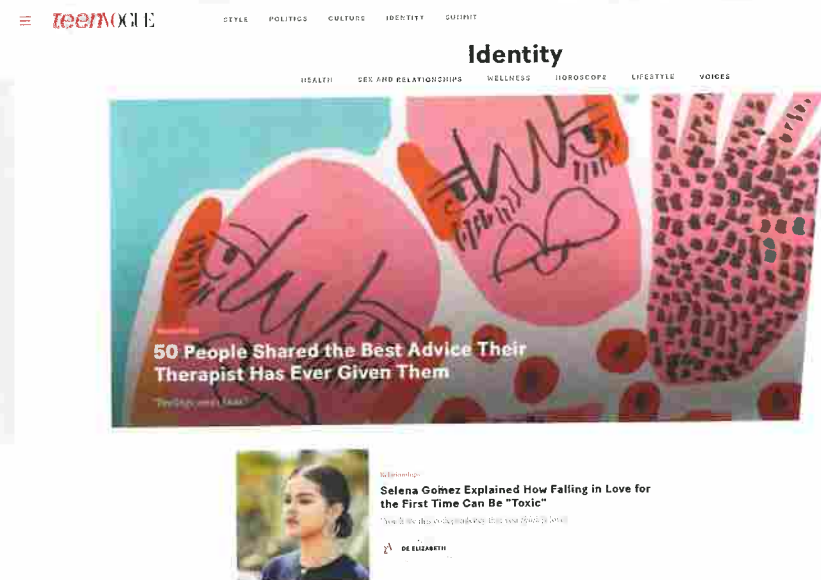 teenVOGUE
STYLE POLITICS CULTURE IDENTITY SUMMIT
Identity
HEALTH SEX AND RELATIONSHIPS WELLNESS HOROSCOPE LIFESTYLE VOICES
50 People Shared the Best Advice Their
Therapist Has Ever Given Them
Relationships
Selena Gomez Explained How Falling in Love for
the First Time Can Be "Toxic"
DE ELIZABETH